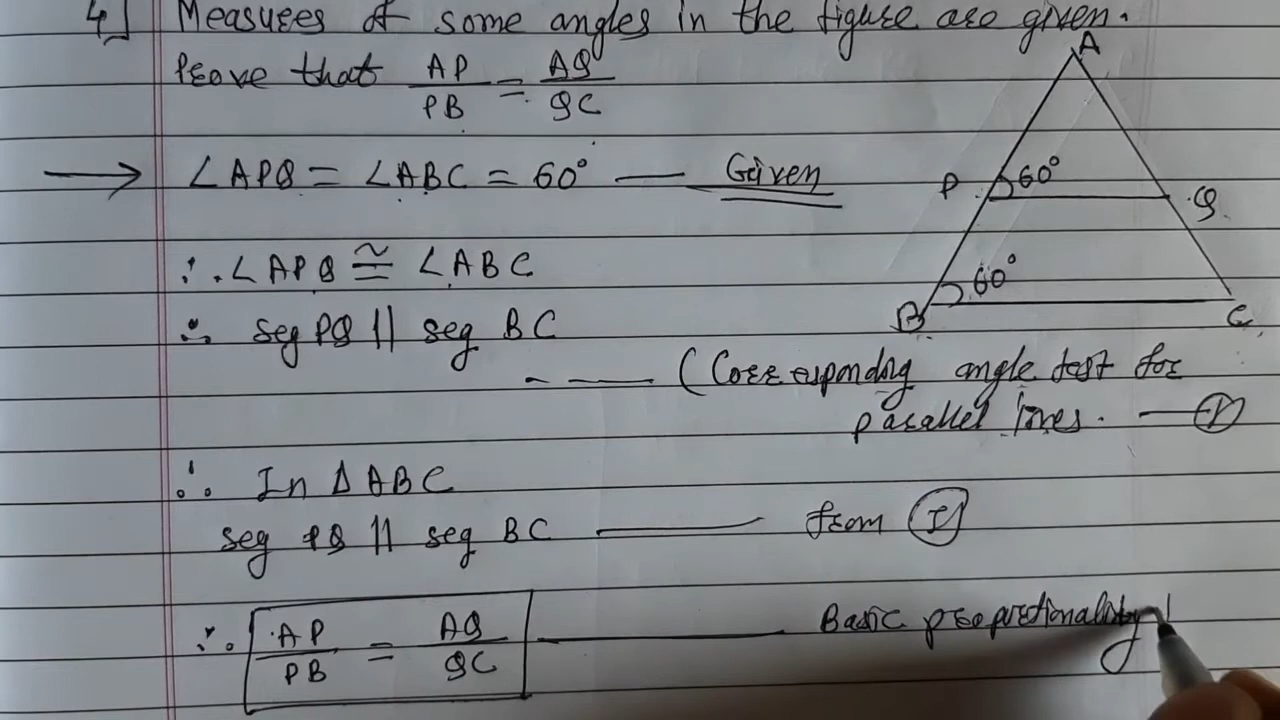 4] Measures of some angles in the figure are given.
Prove that AP/PB = AQ/QC
→ ∠APQ = ∠ABC = 60° — Given
∴ ∠APQ ≅ ∠ABC
∴ seg PQ || seg BC
- - — (Corresponding angle test for
parallel lines. — (I)
∴ In Δ ABC
seg PQ || seg BC — from (I)
∴ AP/PB = AQ/QC — Basic proportionality
A
P 60° Q
60°
B C